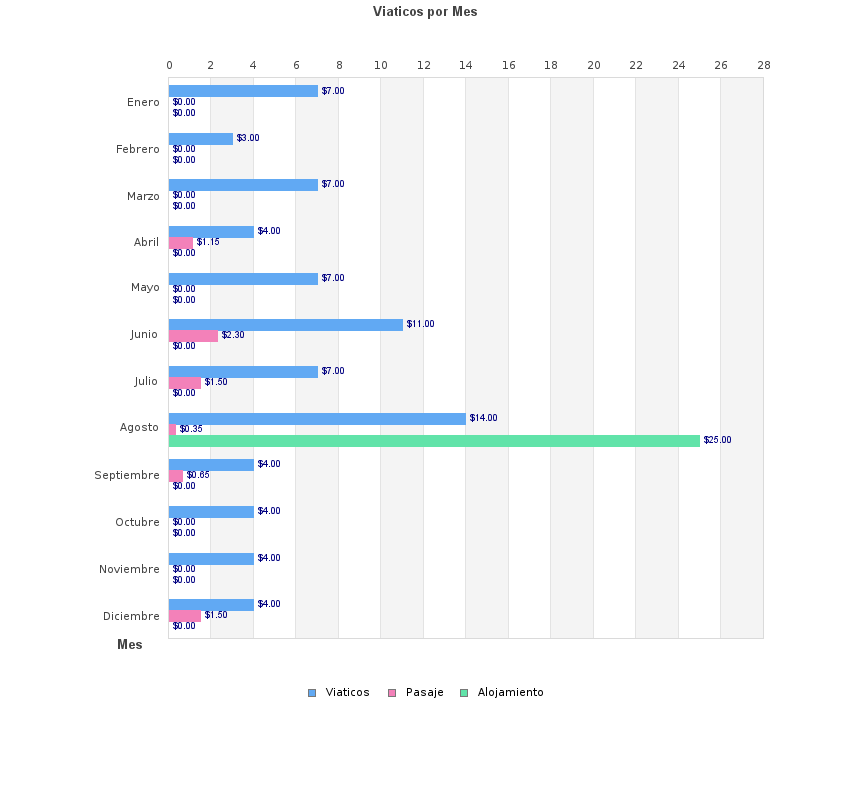 Viaticos por Mes
0 2 4 6 8 10 12 14 16 18 20 22 24 26 28
Enero
$7.00
$0.00
$0.00
Febrero
$3.00
$0.00
$0.00
Marzo
$7.00
$0.00
$0.00
Abril
$4.00
$1.15
$0.00
Mayo
$7.00
$0.00
$0.00
Junio
$11.00
$2.30
$0.00
Julio
$7.00
$1.50
$0.00
Agosto
$14.00
$0.35
$25.00
Septiembre
$4.00
$0.65
$0.00
Octubre
$4.00
$0.00
$0.00
Noviembre
$4.00
$0.00
$0.00
Diciembre
$4.00
$1.50
$0.00
Mes
Viaticos Pasaje Alojamiento